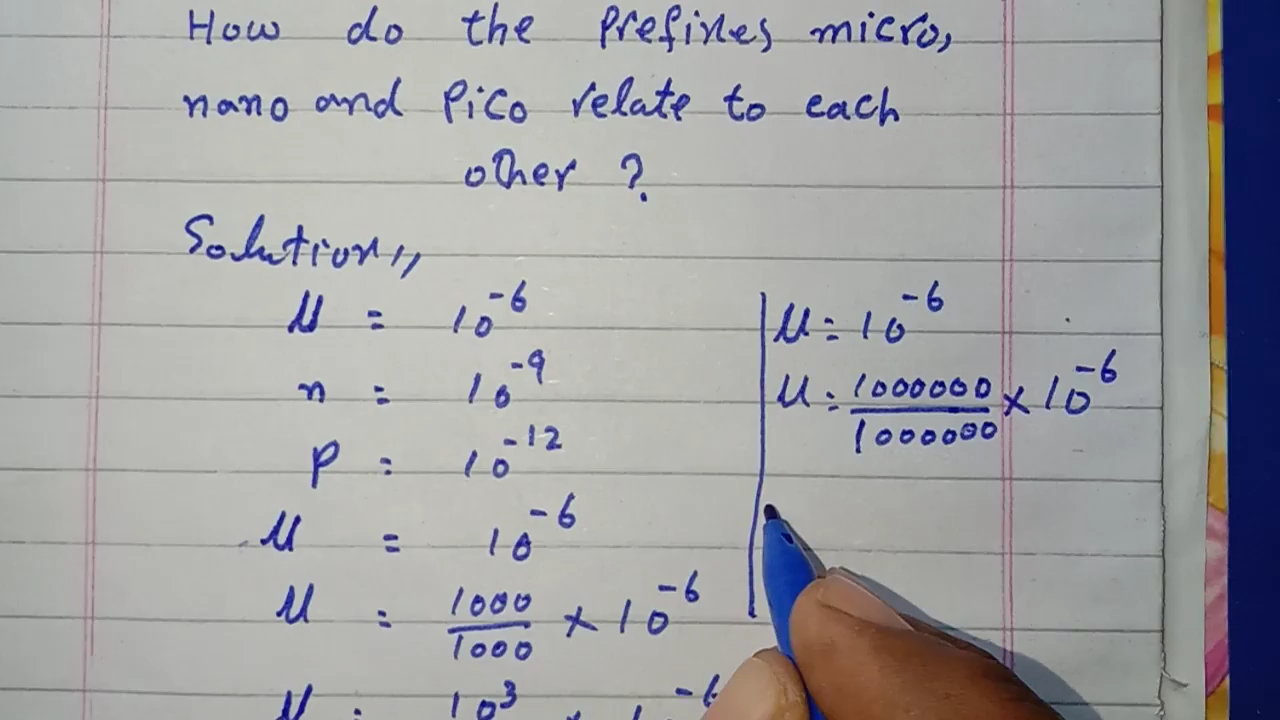 How do the Prefixes micro,
nano and Pico relate to each
other ?
Solution,,
μ = 10⁻⁶
n = 10⁻⁹
P = 10⁻¹²
μ = 10⁻⁶
μ = 1000/1000 × 10⁻⁶
μ = 10³
μ = 10⁻⁶
μ = 1000000/1000000 × 10⁻⁶